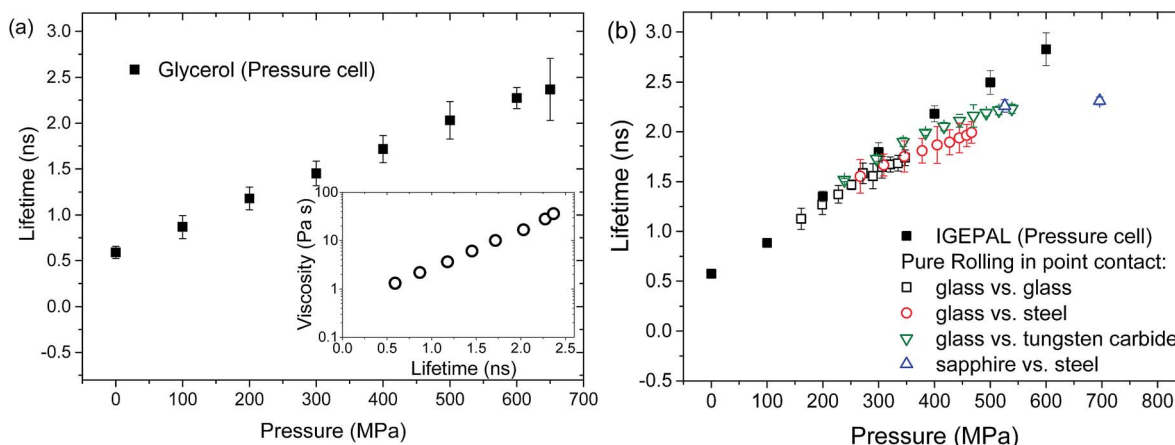 (a)
3.0
2.5
2.0
1.5
1.0
0.5
0.0
-0.5
Lifetime (ns)
Glycerol (Pressure cell)
100
10
1
0.1
Viscosity (Pa s)
0.0 0.5 1.0 1.5 2.0 2.5
Lifetime (ns)
0 100 200 300 400 500 600 700
Pressure (MPa)
(b)
3.0
2.5
2.0
1.5
1.0
0.5
0.0
-0.5
Lifetime (ns)
IGEPAL (Pressure cell)
Pure Rolling in point contact:
glass vs. glass
glass vs. steel
glass vs. tungsten carbide
sapphire vs. steel
0 100 200 300 400 500 600 700 800
Pressure (MPa)